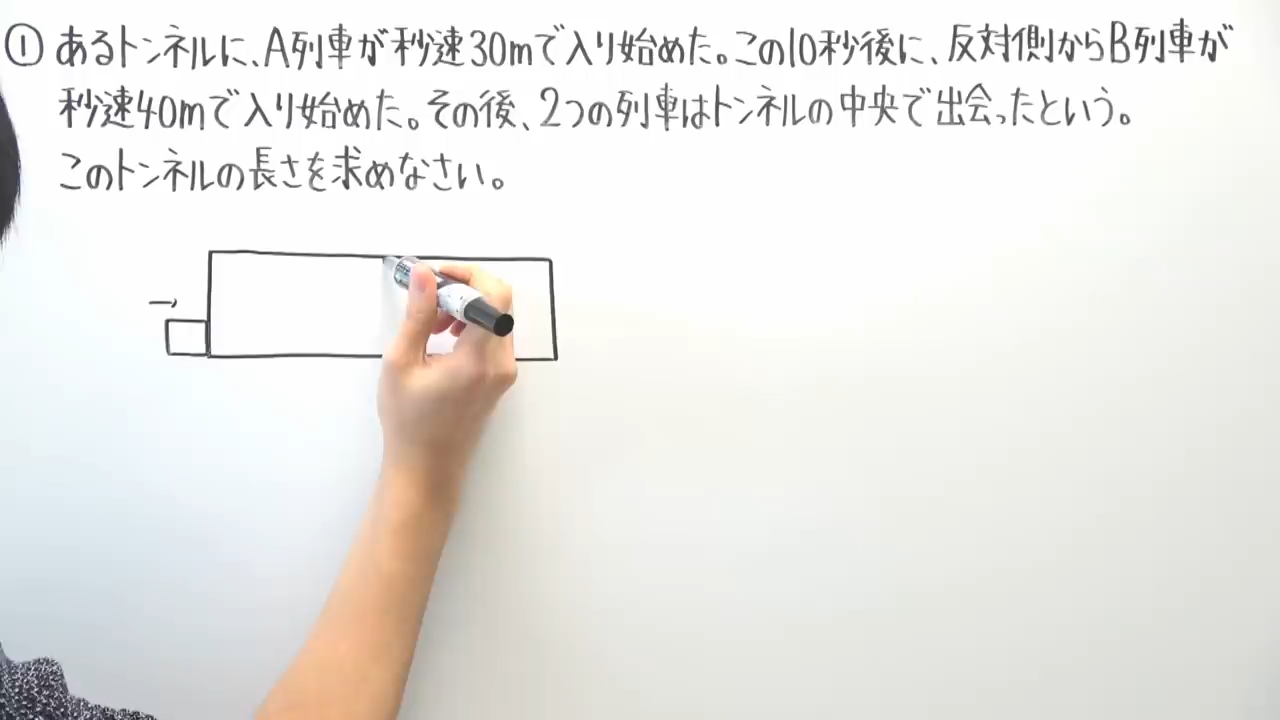 ① あるトンネルに、A列車が秒速30mで入り始めた。この10秒後に、反対側からB列車が
秒速40mで入り始めた。その後、2つの列車はトンネルの中央で出会ったという。
このトンネルの長さを求めなさい。